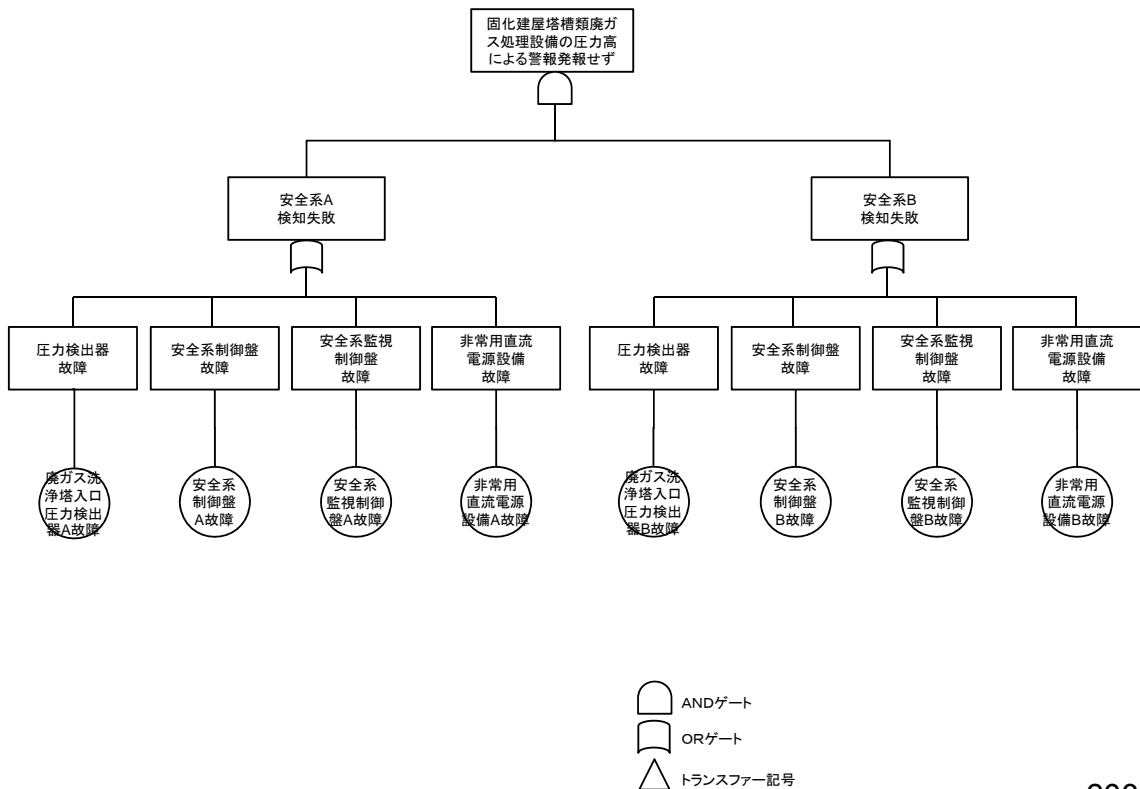 固化建屋塔槽類廃ガ
ス処理設備の圧力高
による警報発報せず
安全系A
検知失敗
安全系B
検知失敗
圧力検出器
故障
安全系制御盤
故障
安全系監視
制御盤
故障
非常用直流
電源設備
故障
圧力検出器
故障
安全系制御盤
故障
安全系監視
制御盤
故障
非常用直流
電源設備
故障
廃ガス洗
浄塔入口
圧力検出
器A故障
安全系
制御盤
A故障
安全系
監視制御
盤A故障
非常用
直流電源
設備A故障
廃ガス洗
浄塔入口
圧力検出
器B故障
安全系
制御盤
B故障
安全系
監視制御
盤B故障
非常用
直流電源
設備B故障
ANDゲート
ORゲート
トランスファー記号